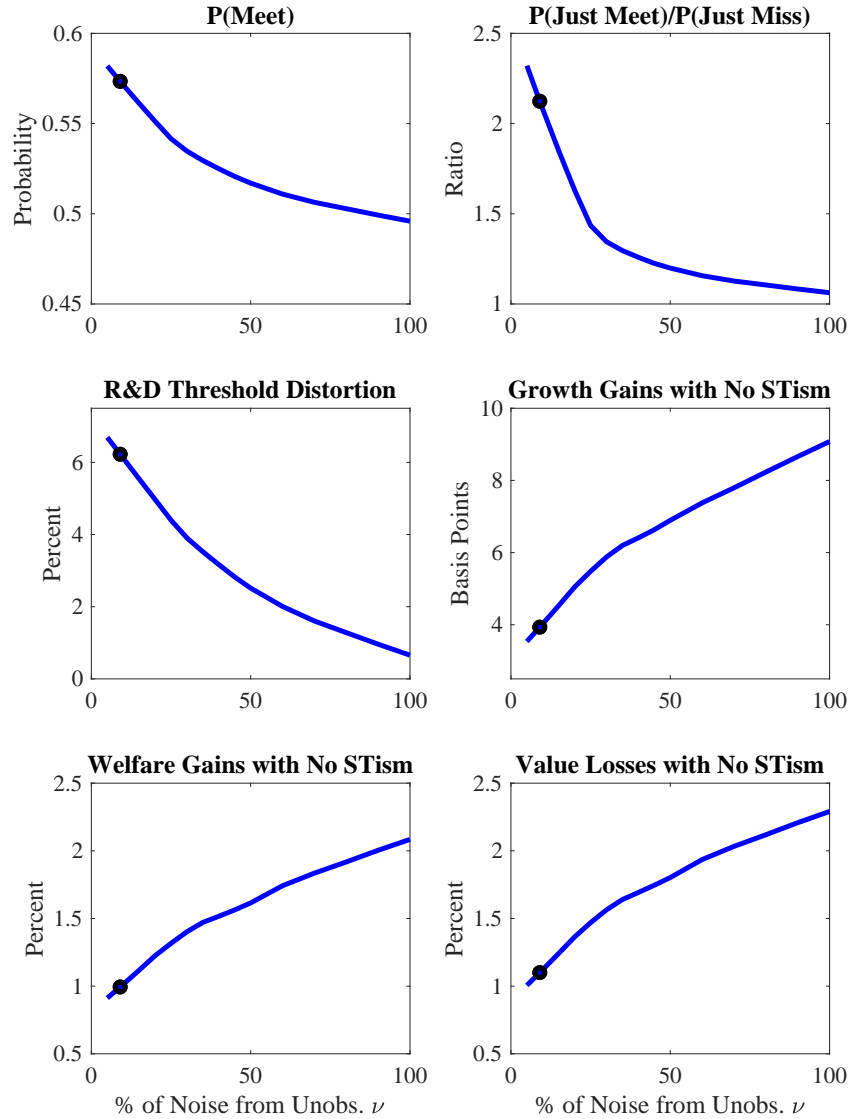 P(Meet)
0.6
0.55
0.5
0.45
Probability
0 50 100
P(Just Meet)/P(Just Miss)
2.5
2
1.5
1
Ratio
0 50 100
R&D Threshold Distortion
6
4
2
0
Percent
0 50 100
Growth Gains with No STism
10
8
6
4
Basis Points
0 50 100
Welfare Gains with No STism
2.5
2
1.5
1
0.5
Percent
0 50 100
% of Noise from Unobs. ν
Value Losses with No STism
2.5
2
1.5
1
0.5
Percent
0 50 100
% of Noise from Unobs. ν